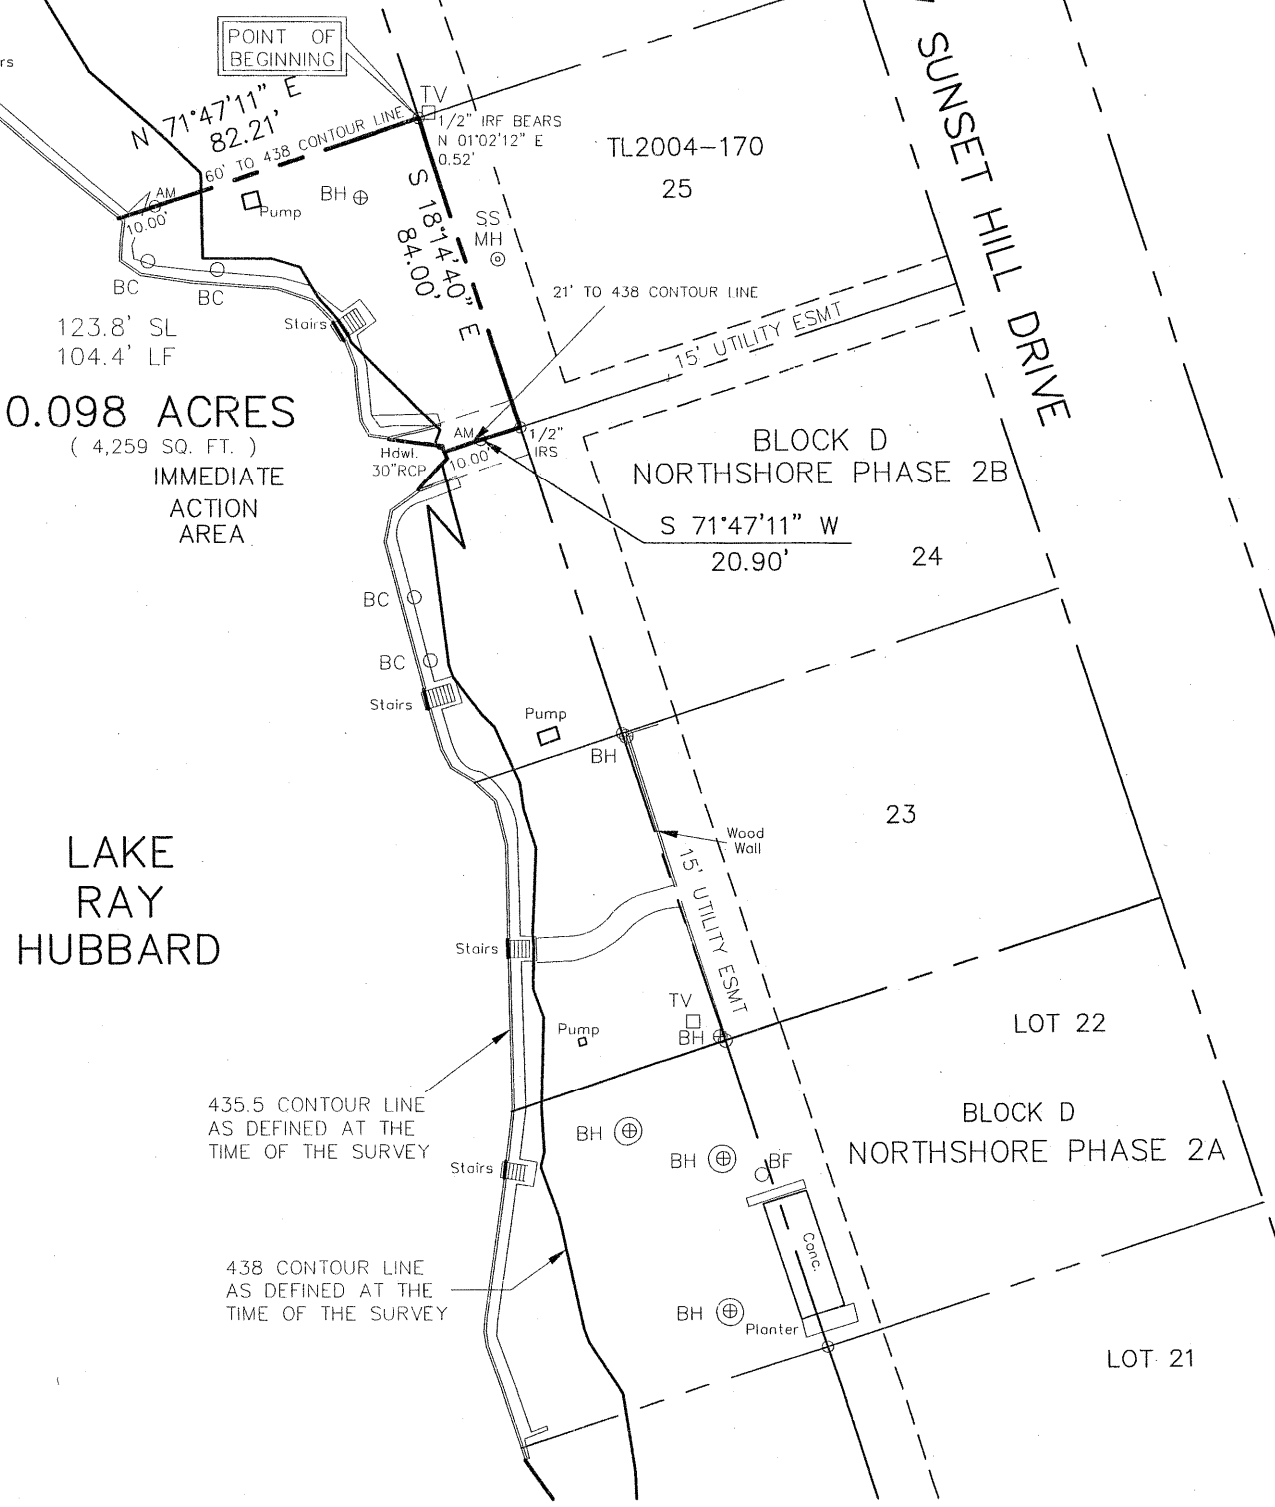 POINT OF
BEGINNING
rs
N 71°47'11" E
82.21'
60' TO 438 CONTOUR LINE
TV
1/2" IRF BEARS
N 01°02'12" E
0.52'
TL2004-170
25
SUNSET HILL DRIVE
AM
10.00'
Pump
BH
S 18°14'40" E
84.00'
SS
MH
BC
BC
21' TO 438 CONTOUR LINE
15' UTILITY ESMT
123.8' SL
104.4' LF
Stairs
0.098 ACRES
( 4,259 SQ. FT. )
IMMEDIATE
ACTION
AREA
Hdwl.
30"RCP
AM
10.00'
1/2"
IRS
BLOCK D
NORTHSHORE PHASE 2B
S 71°47'11" W
20.90'
24
BC
BC
Stairs
Pump
BH
23
Wood
Wall
15' UTILITY ESMT
LAKE
RAY
HUBBARD
Stairs
TV
BH
Pump
LOT 22
435.5 CONTOUR LINE
AS DEFINED AT THE
TIME OF THE SURVEY
BLOCK D
NORTHSHORE PHASE 2A
BH
BH
BF
Stairs
Conc.
438 CONTOUR LINE
AS DEFINED AT THE
TIME OF THE SURVEY
BH
Planter
LOT 21